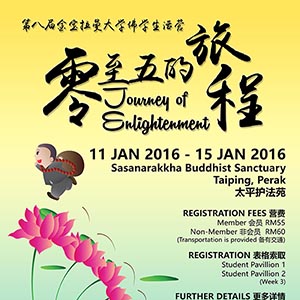 第八届金宝拉曼大学佛学生活营
零至五的旅程
Journey of
Enlightenment
11 JAN 2016 - 15 JAN 2016
Sasanarakkha Buddhist Sanctuary
Taiping, Perak
太平护法苑
REGISTRATION FEES 营费
Member 会员 RM55
Non-Member 非会员 RM60
(Transportation is provided 备有交通)
REGISTRATION 表格索取
Student Pavillion 1
Student Pavillion 2
(Week 3)
FURTHER DETAILS 更多详情